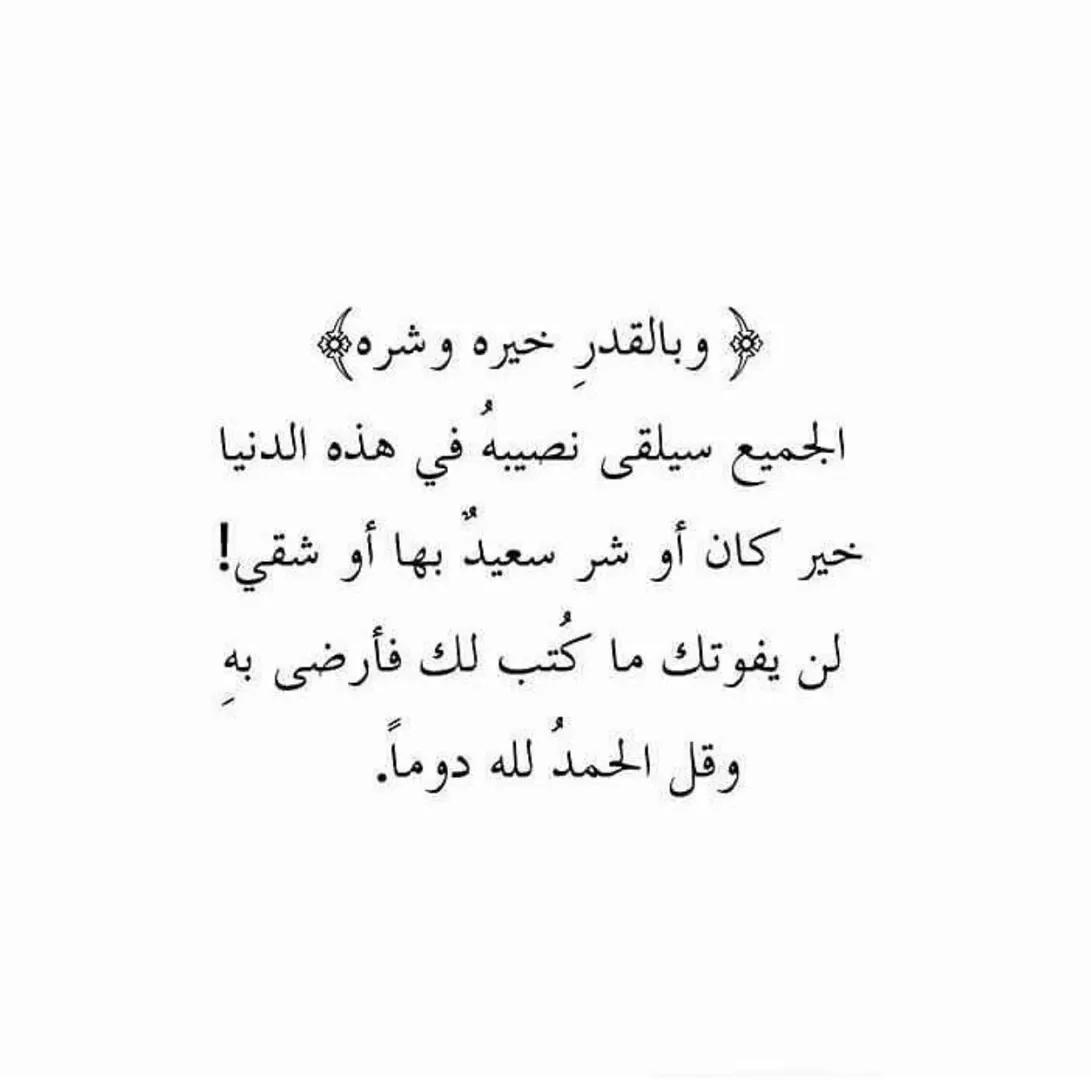 ﴿ وبالقدرِ خيره وشره﴾
الجميع سيلقى نصيبهُ في هذه الدنيا
خير كان أو شر سعيدٌ بها أو شقي!
لن يفوتك ما كُتب لك فأرضى بهِ
وقل الحمدُ لله دوماً.